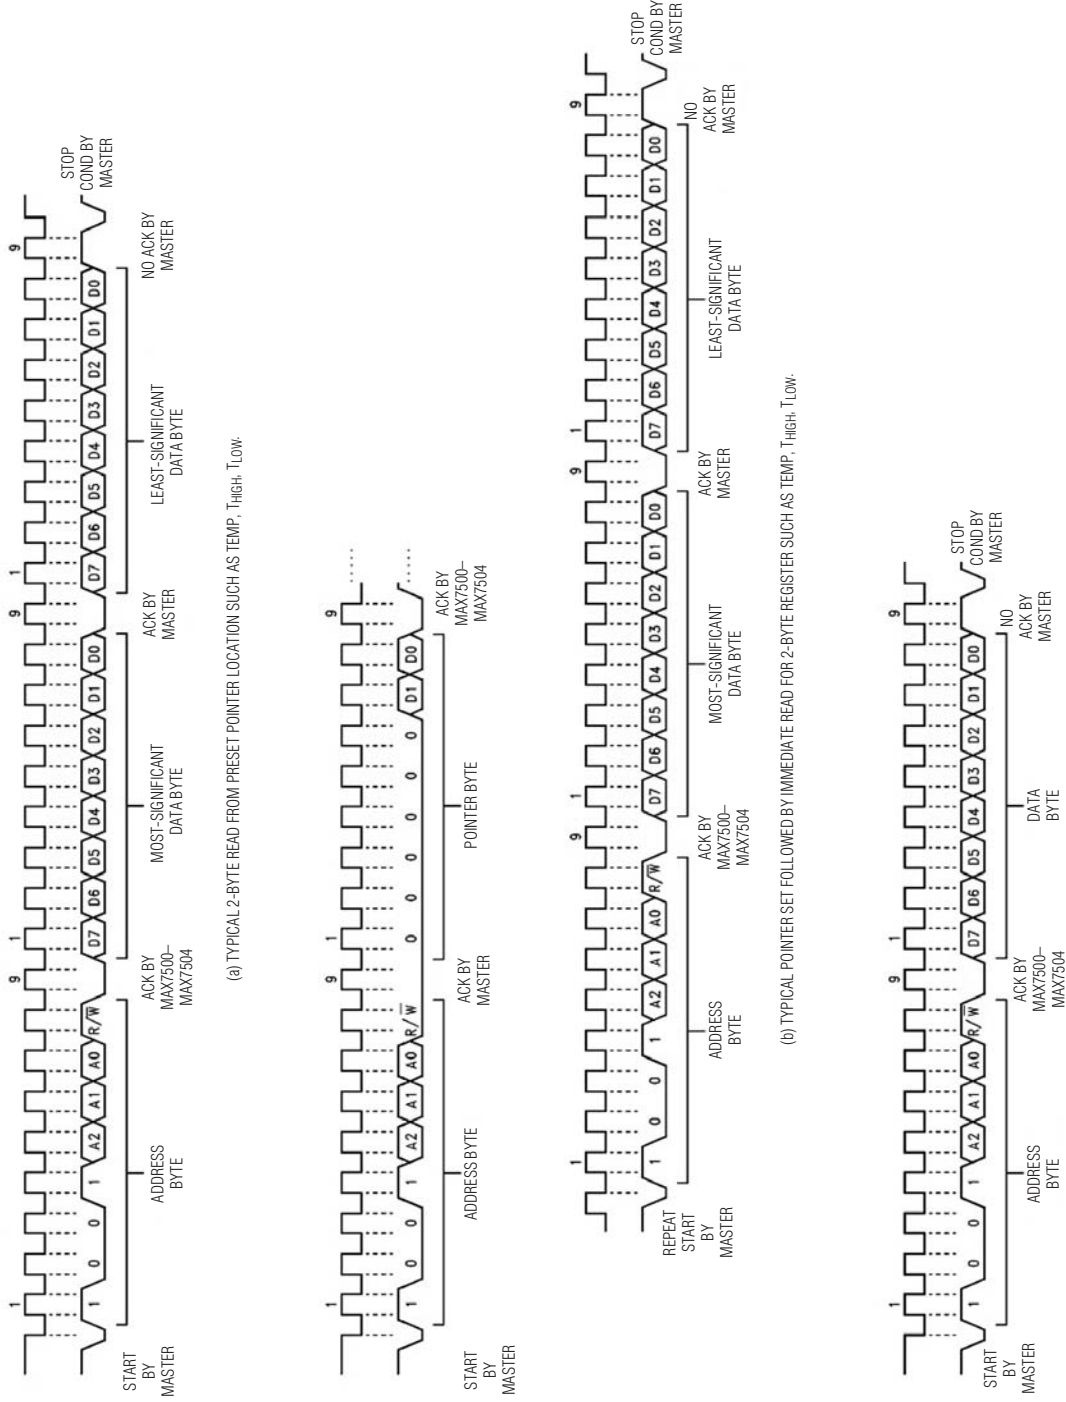 1 9 1 9 1 9
1 0 0 1 A2 A1 A0 R/W̅ D7 D6 D5 D4 D3 D2 D1 D0 D7 D6 D5 D4 D3 D2 D1 D0
START
BY
MASTER
ADDRESS
BYTE
ACK BY
MAX7500–
MAX7504
MOST-SIGNIFICANT
DATA BYTE
ACK BY
MASTER
LEAST-SIGNIFICANT
DATA BYTE
NO ACK BY
MASTER
STOP
COND BY
MASTER
(a) TYPICAL 2-BYTE READ FROM PRESET POINTER LOCATION SUCH AS TEMP, THIGH, TLOW.
1 9 1 9
1 0 0 1 A2 A1 A0 R/W̅ 0 0 0 0 0 0 D1 D0
START
BY
MASTER
ADDRESS BYTE
ACK BY
MASTER
POINTER BYTE
ACK BY
MAX7500–
MAX7504
1 9 1 9 1 9
1 0 0 1 A2 A1 A0 R/W̅ D7 D6 D5 D4 D3 D2 D1 D0 D7 D6 D5 D4 D3 D2 D1 D0
REPEAT
START
BY
MASTER
ADDRESS
BYTE
ACK BY
MAX7500–
MAX7504
MOST-SIGNIFICANT
DATA BYTE
ACK BY
MASTER
LEAST-SIGNIFICANT
DATA BYTE
NO
ACK BY
MASTER
STOP
COND BY
MASTER
(b) TYPICAL POINTER SET FOLLOWED BY IMMEDIATE READ FOR 2-BYTE REGISTER SUCH AS TEMP, THIGH, TLOW.
1 9 1 9
1 0 0 1 A2 A1 A0 R/W̅ D7 D6 D5 D4 D3 D2 D1 D0
START
BY
MASTER
ADDRESS
BYTE
ACK BY
MAX7500–
MAX7504
DATA
BYTE
NO
ACK BY
MASTER
STOP
COND BY
MASTER